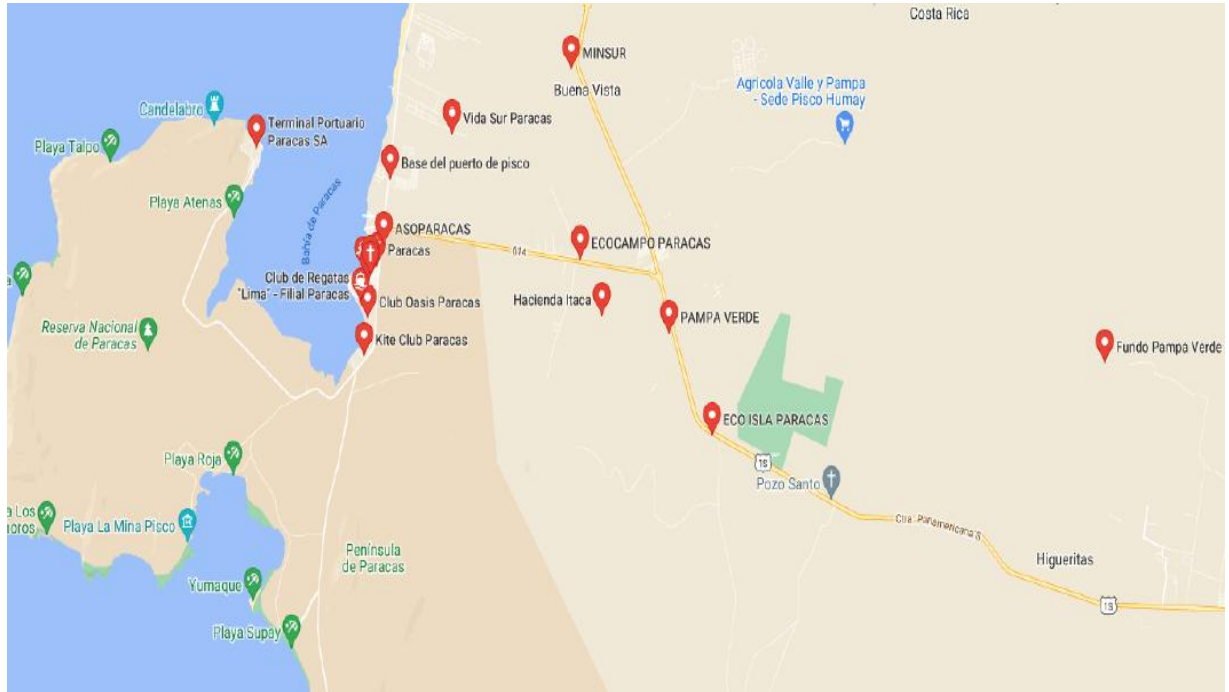 Costa Rica
MINSUR
Buena Vista
Agrícola Valle y Pampa
- Sede Pisco Humay
Candelabro
Terminal Portuario
Paracas SA
Vida Sur Paracas
Playa Talpo
Base del puerto de pisco
Playa Atenas
Bahía de Paracas
ASOPARACAS
Paracas
614
ECOCAMPO PARACAS
Club de Regatas
"Lima" - Filial Paracas
Club Oasis Paracas
Hacienda Itaca
PAMPA VERDE
Reserva Nacional
de Paracas
Kite Club Paracas
Fundo Pampa Verde
ECO ISLA PARACAS
Playa Roja
1S
Pozo Santo
a Los
Playa La Mina Pisco
Ctra. Panamericana S
Península
de Paracas
Higueritas
Yumaque
1S
Playa Supay